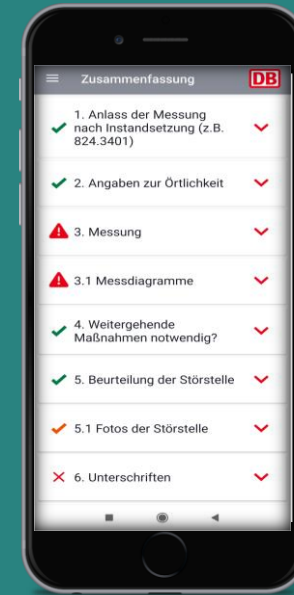 Zusammenfassung
DB
1. Anlass der Messung
nach Instandsetzung (z.B.
824.3401)
2. Angaben zur Örtlichkeit
3. Messung
3.1 Messdiagramme
4. Weitergehende
Maßnahmen notwendig?
5. Beurteilung der Störstelle
5.1 Fotos der Störstelle
6. Unterschriften